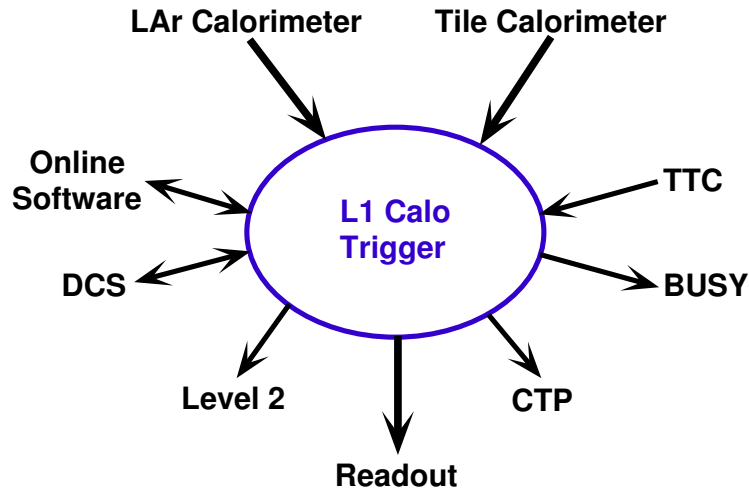 LAr Calorimeter
Tile Calorimeter
Online
Software
L1 Calo
Trigger
TTC
DCS
BUSY
Level 2
CTP
Readout